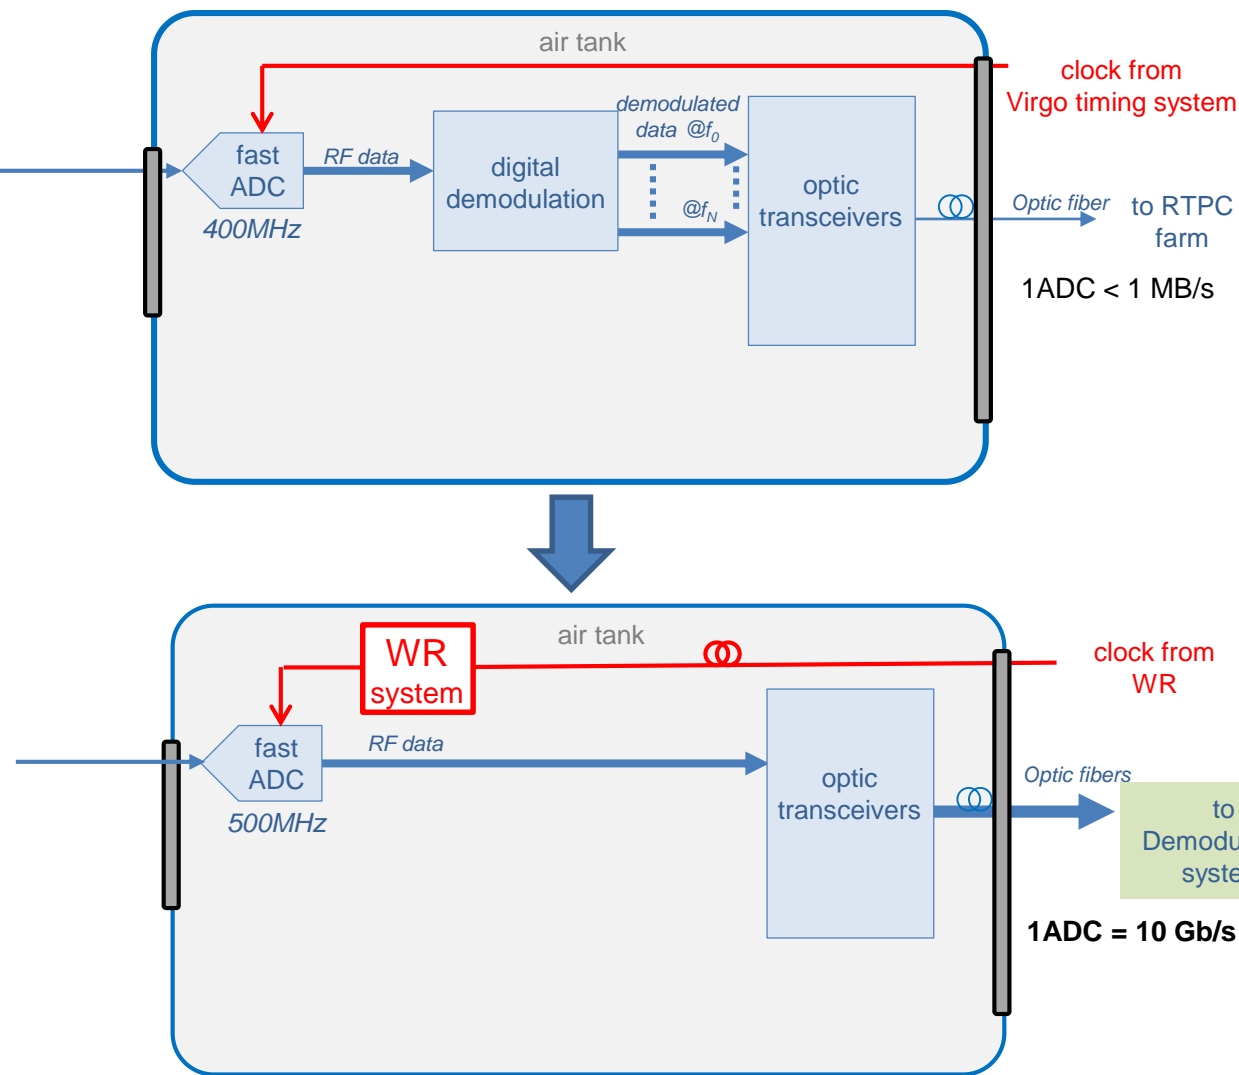 air tank
clock from
Virgo timing system
demodulated
data @f0
fast
ADC
RF data
digital
demodulation
@fN
optic
transceivers
Optic fiber
to RTPC
farm
400MHz
1ADC < 1 MB/s
air tank
WR
system
clock from
WR
fast
ADC
RF data
optic
transceivers
Optic fibers
to
500MHz
1ADC = 10 Gb/s